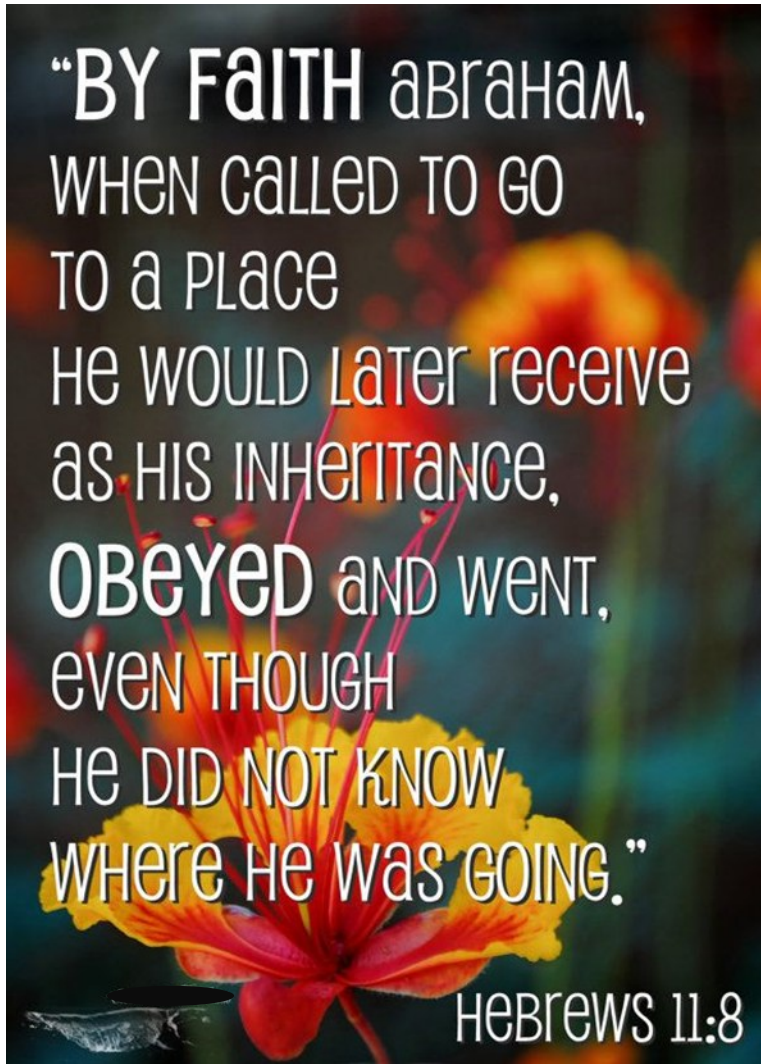 “BY FaITH aBraHaM,
WHeN CaLLeD TO GO
TO a PLaCe
He WOULD LaTer receIVe
as HIS INHerITaNce,
OBeYeD aND WeNT,
eVeN THOUGH
He DID NOT KNOW
WHere He Was GOING.”
HeBreWs 11:8